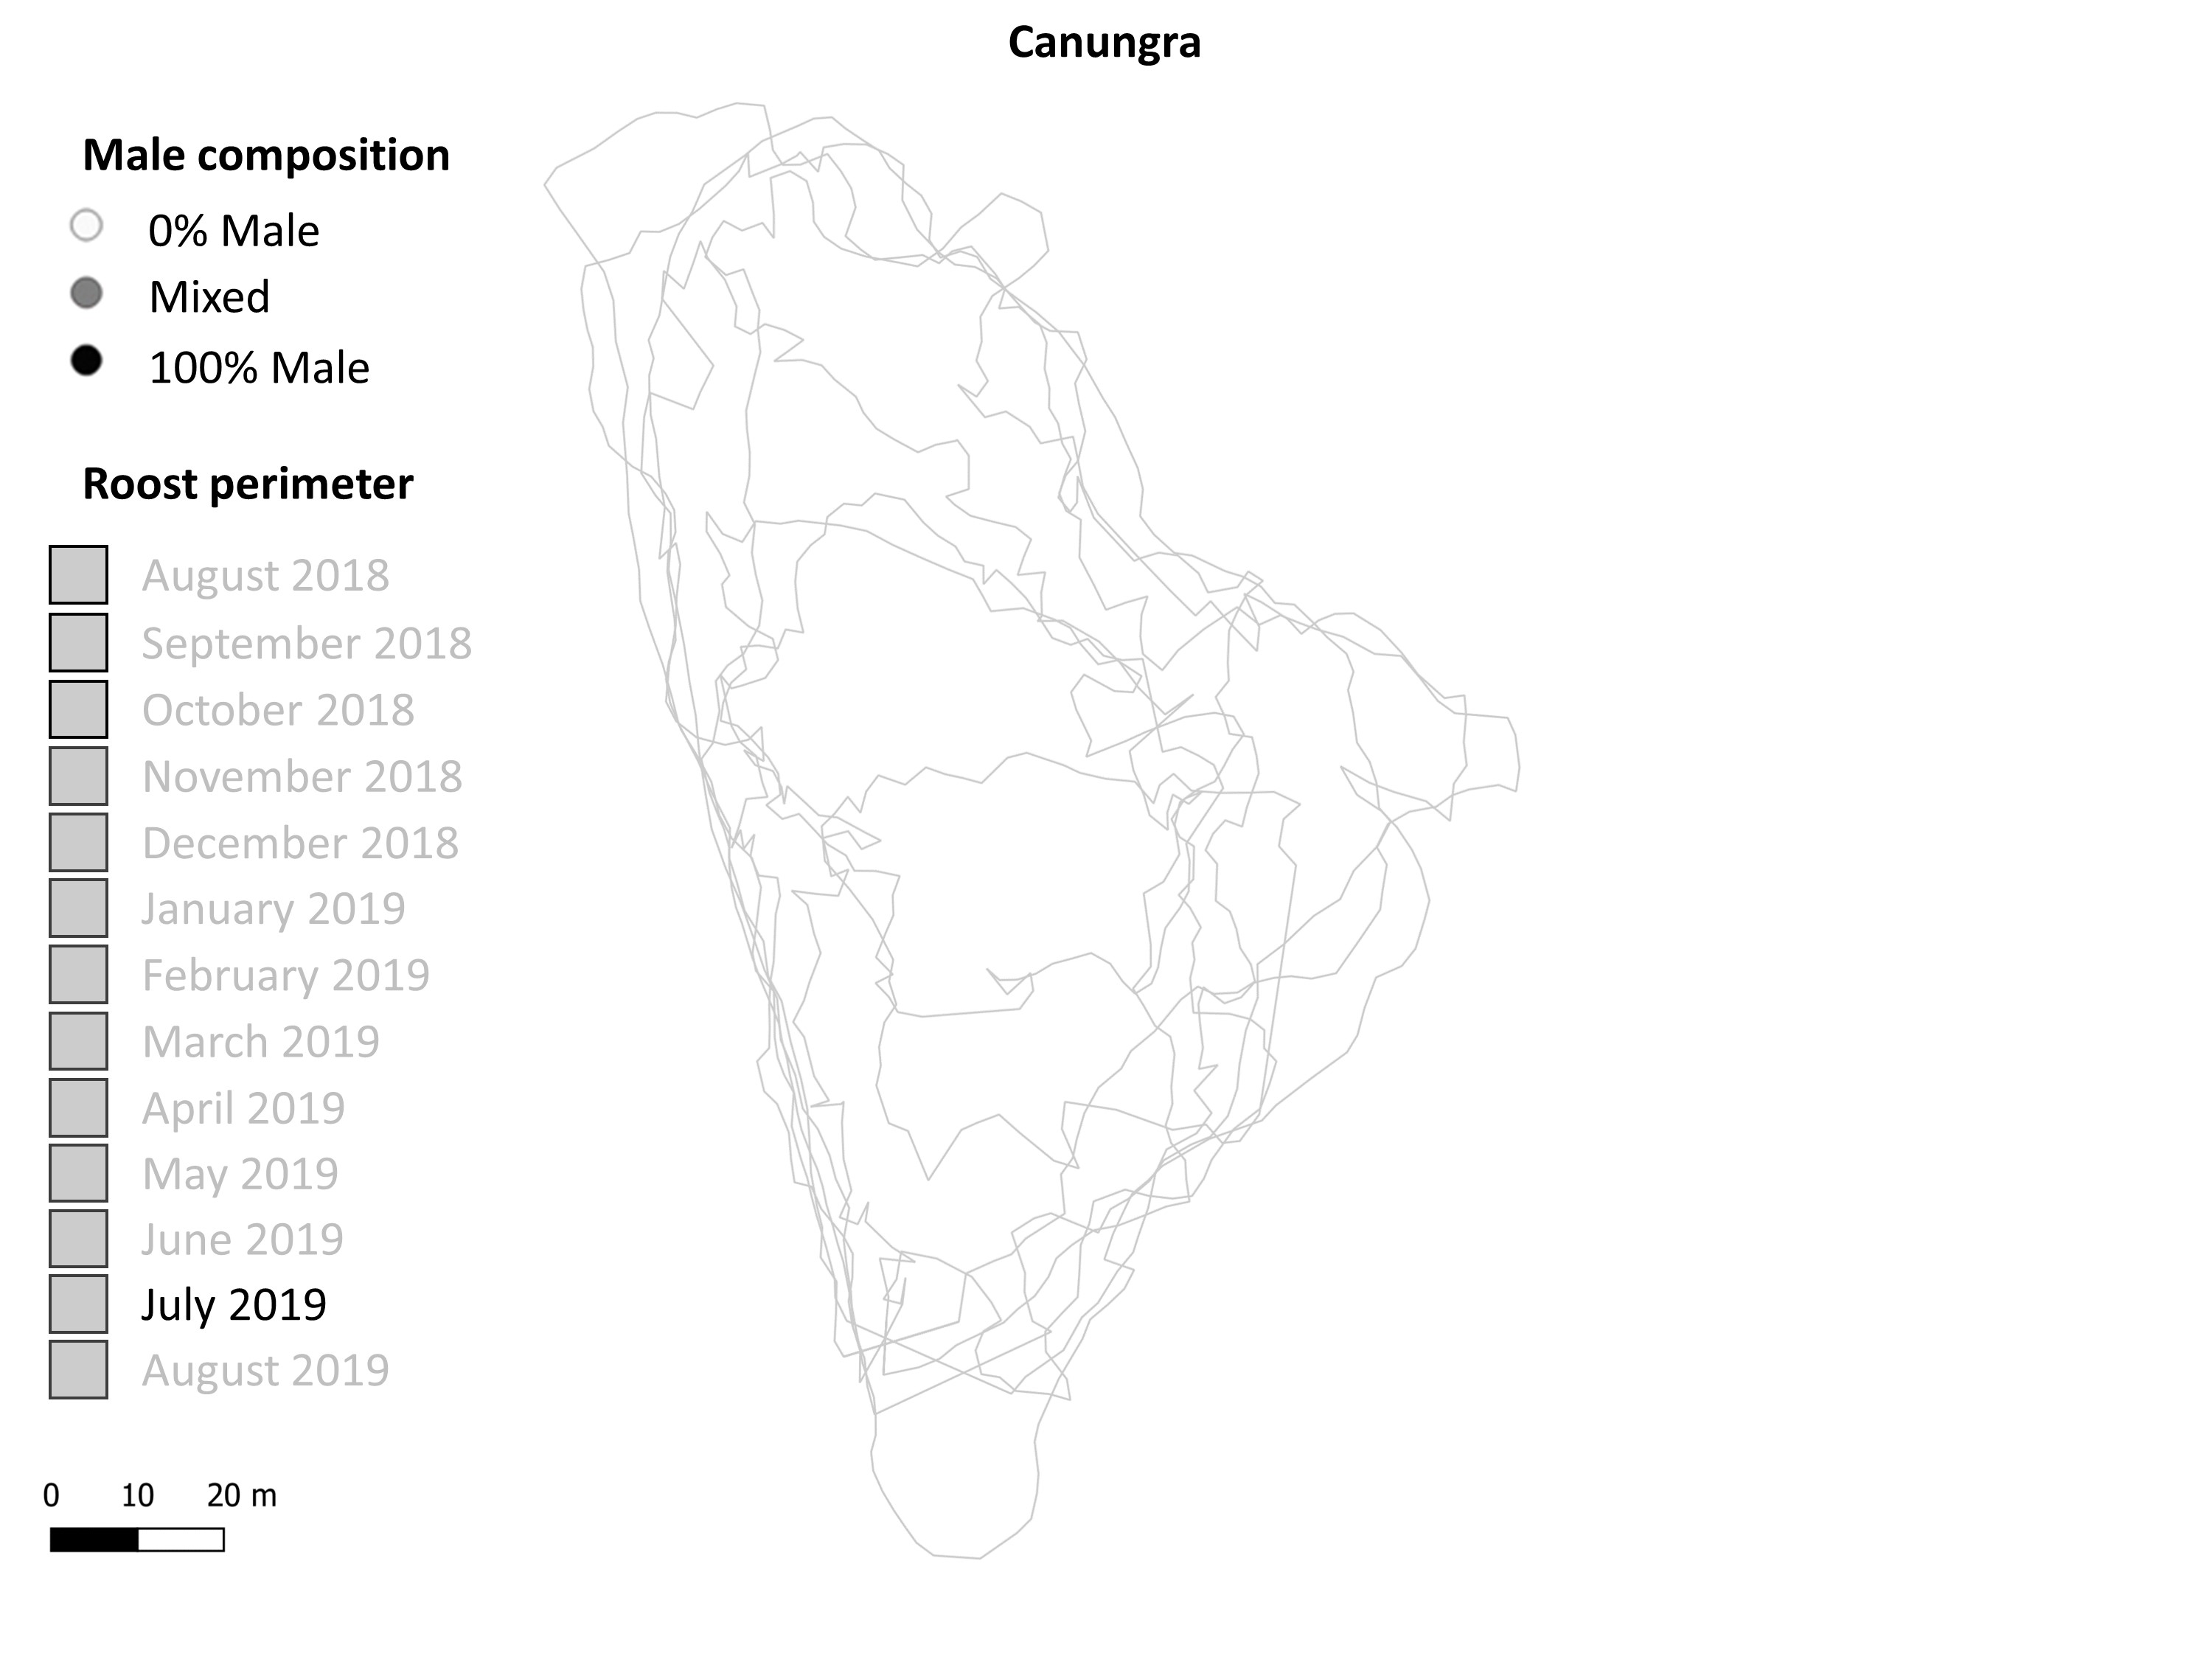 Canungra
Male composition
0% Male
Mixed
100% Male
Roost perimeter
August 2018
September 2018
October 2018
November 2018
December 2018
January 2019
February 2019
March 2019
April 2019
May 2019
June 2019
July 2019
August 2019
0 10 20 m